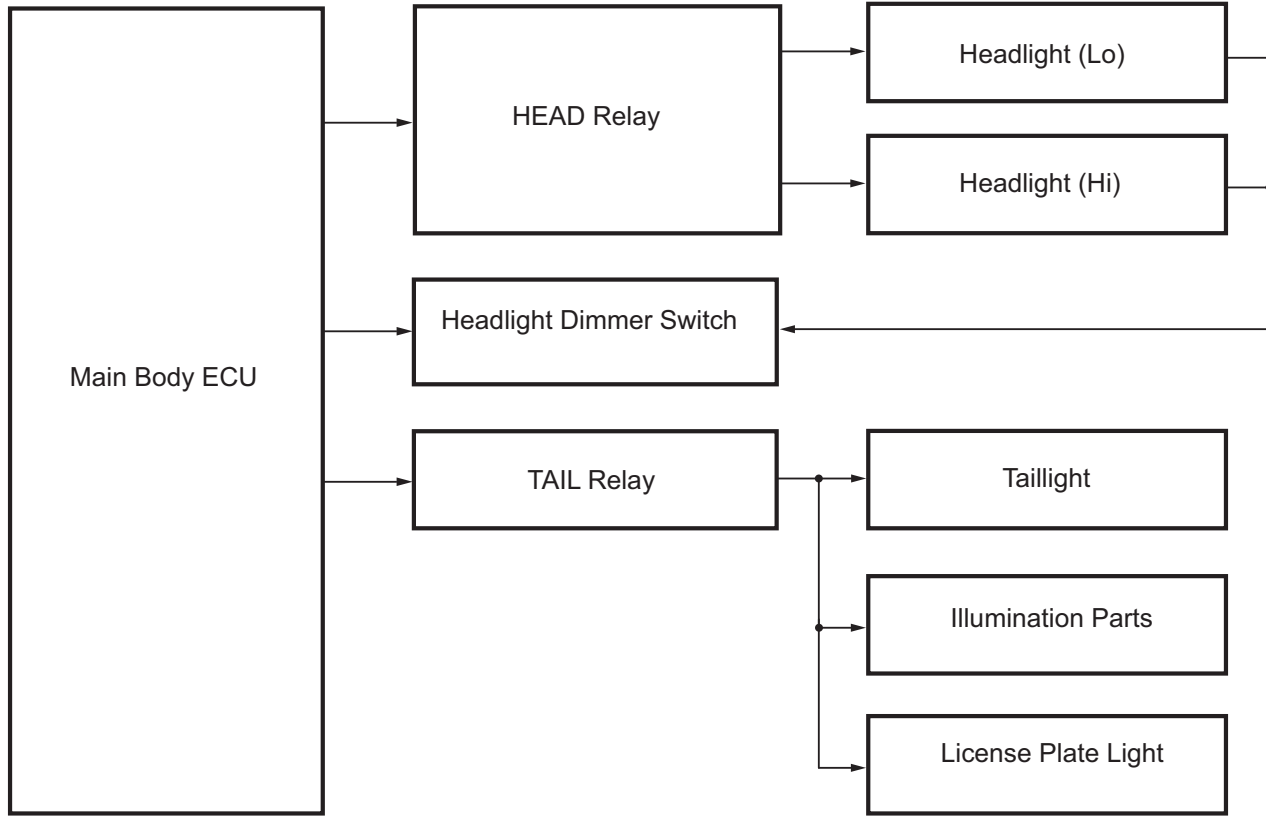 Main Body ECU
HEAD Relay
Headlight (Lo)
Headlight (Hi)
Headlight Dimmer Switch
TAIL Relay
Taillight
Illumination Parts
License Plate Light